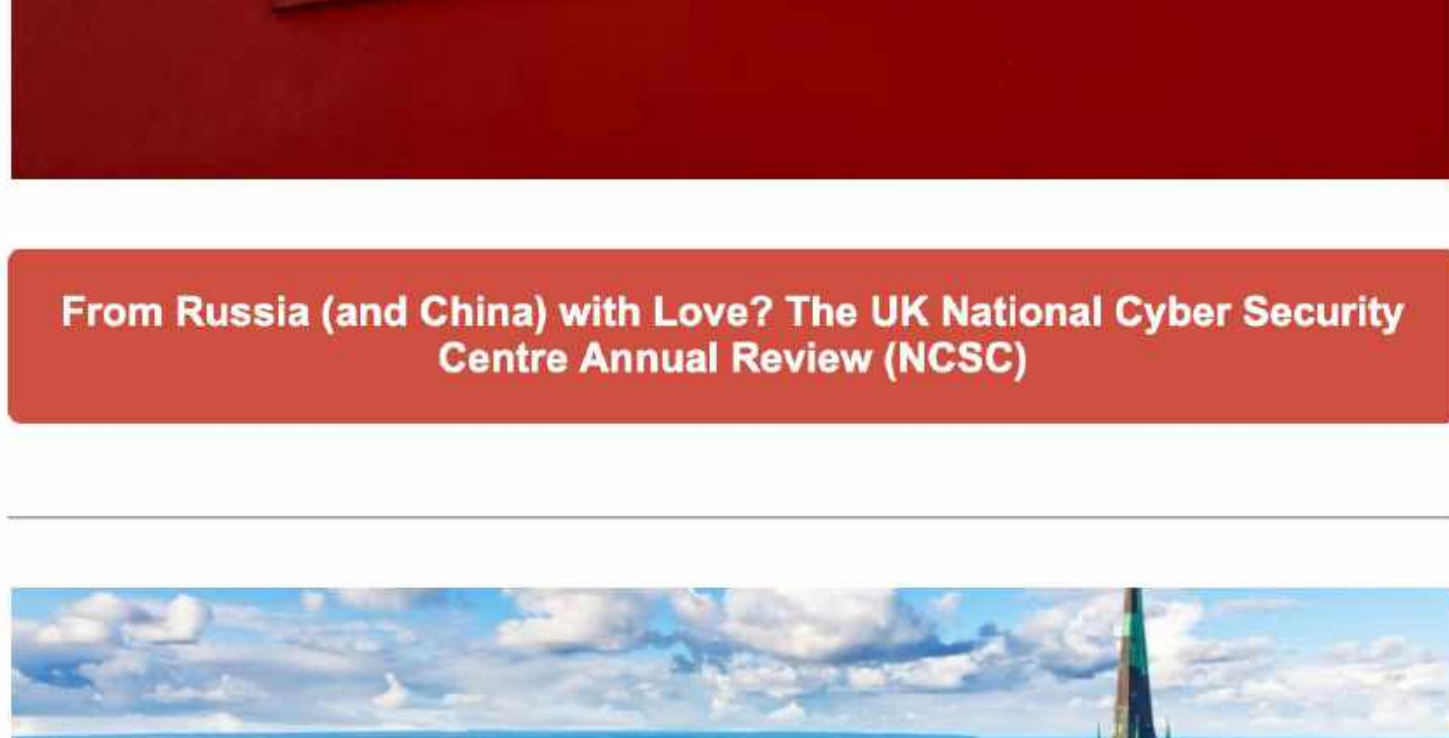 From Russia (and China) with Love? The UK National Cyber Security
Centre Annual Review (NCSC)